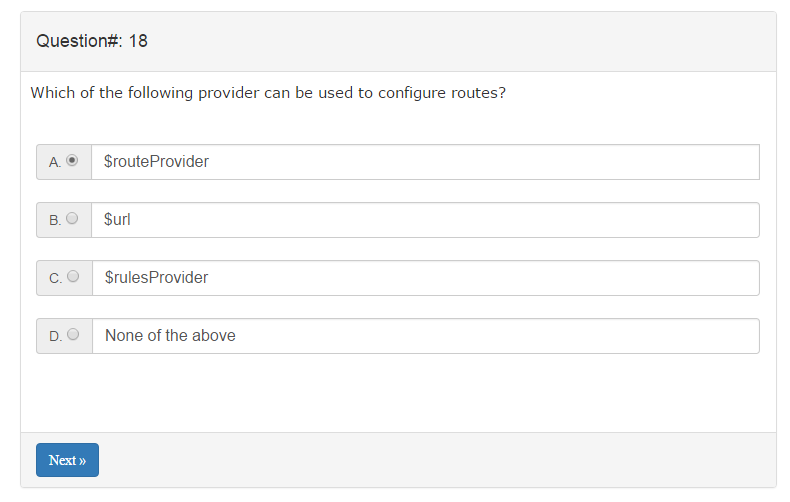 Question#: 18
Which of the following provider can be used to configure routes?
A. $routeProvider
B. $url
C. $rulesProvider
D. None of the above
Next »